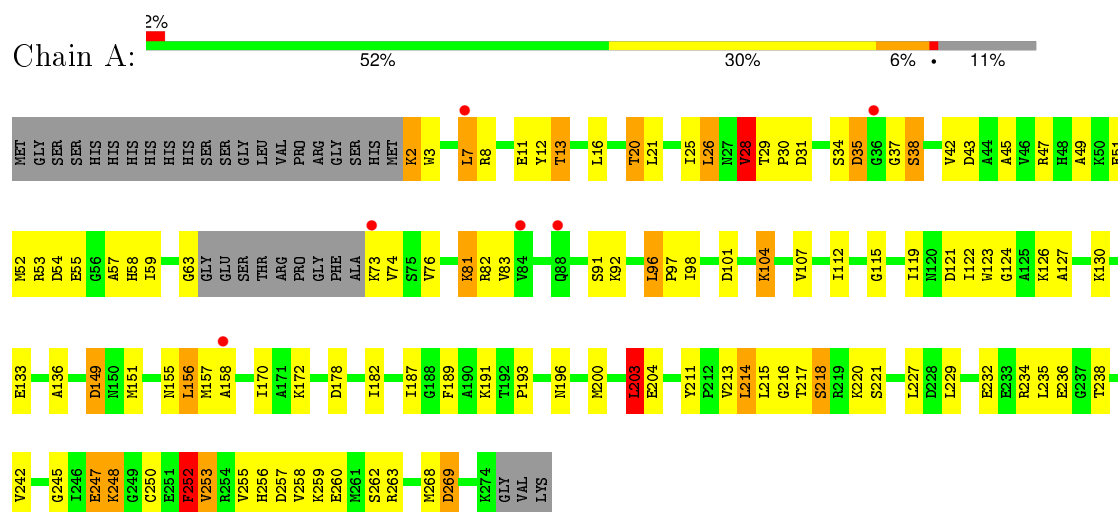 2%
Chain A:
52% 30% 6% • 11%
MET GLY SER SER HIS HIS HIS HIS HIS HIS SER SER GLY LEU VAL PRO ARG GLY SER HIS MET K2 W3 L7 R8 E11 Y12 T13 L16 T20 L21 I25 L26 N27 V28 T29 P30 D31 S34 D35 G36 G37 S38 V42 D43 A44 A45 V46 R47 H48 A49 K50 E51
M52 R53 D54 E55 G56 A57 H58 I59 G63 GLY GLU SER THR ARG PRO GLY PHE ALA K73 V74 S75 V76 K81 R82 V83 V84 Q88 S91 K92 L96 P97 I98 D101 K104 V107 I112 G115 I119 N120 D121 I122 W123 G124 A125 K126 A127 K130
E133 A136 D149 N150 M151 N155 L156 M157 A158 I170 A171 K172 D178 I182 I187 G188 F189 A190 K191 T192 P193 N196 M200 L203 E204 Y211 P212 V213 L214 L215 G216 T217 S218 R219 K220 S221 L227 D228 L229 E232 E233 R234 L235 E236 G237 T238
V242 G245 I246 E247 K248 G249 C250 E251 F252 V253 R254 V255 H256 D257 V258 K259 E260 M261 S262 R263 M268 D269 K274 GLY VAL LYS